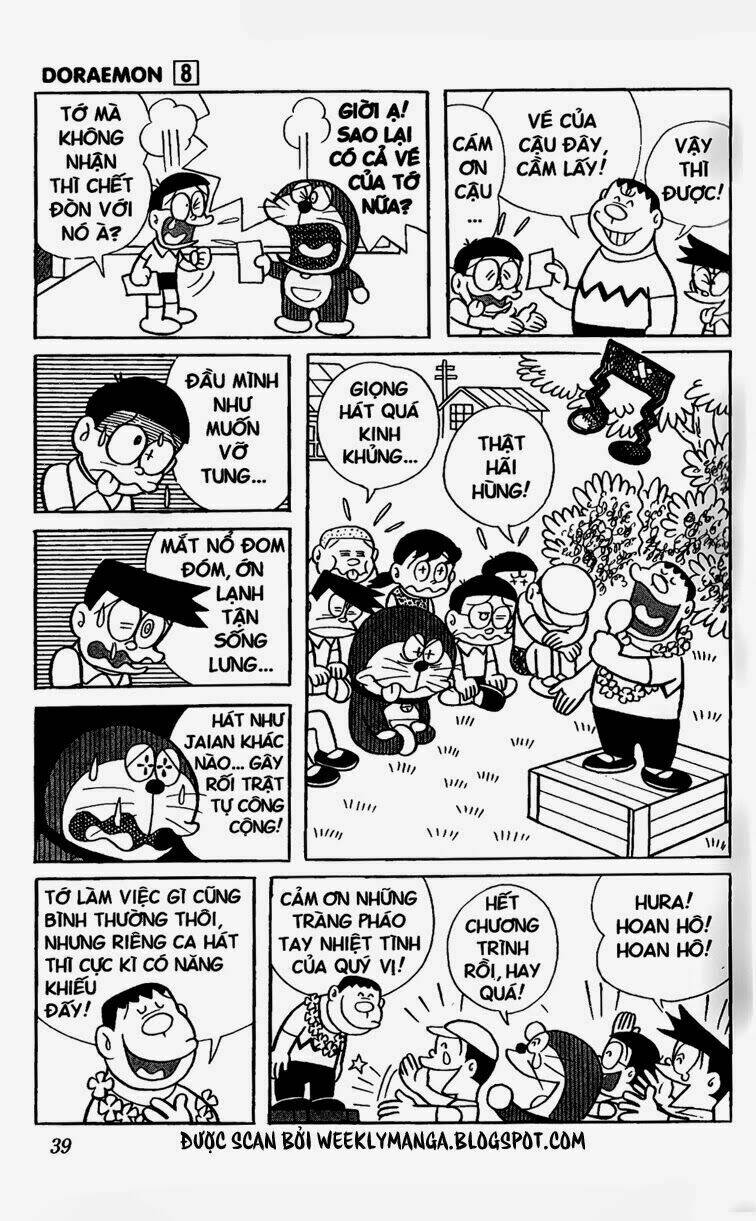 DORAEMON 8
VẬY
THÌ
ĐƯỢC!
VÉ CỦA
CẬU ĐÂY,
CẦM LẤY!
CÁM
ƠN
CẬU
...
GIỜI Ạ!
SAO LẠI
CÓ CẢ VÉ
CỦA TỚ
NỮA?
TỚ MÀ
KHÔNG
NHẬN
THÌ CHẾT
ĐÒN VỚI
NÓ À?
THẬT
HÃI
HÙNG!
GIỌNG
HÁT QUÁ
KINH
KHỦNG...
ĐẦU MÌNH
NHƯ
MUỐN
VỠ
TUNG...
MẮT NỔ ĐOM
ĐÓM, ỚN
LẠNH
TẬN
SỐNG
LƯNG...
HÁT NHƯ
JAIAN KHÁC
NÀO... GÂY
RỐI TRẬT
TỰ CÔNG
CỘNG!
HURA!
HOAN HÔ!
HOAN HÔ!
HẾT
CHƯƠNG
TRÌNH
RỒI, HAY
QUÁ!
CẢM ƠN NHỮNG
TRÀNG PHÁO
TAY NHIỆT TÌNH
CỦA QUÝ VỊ!
TỚ LÀM VIỆC GÌ CŨNG
BÌNH THƯỜNG THÔI,
NHƯNG RIÊNG CA HÁT
THÌ CỰC KÌ CÓ NĂNG
KHIẾU
ĐẤY!
39
ĐƯỢC SCAN BỞI WEEKLYMANGA.BLOGSPOT.COM